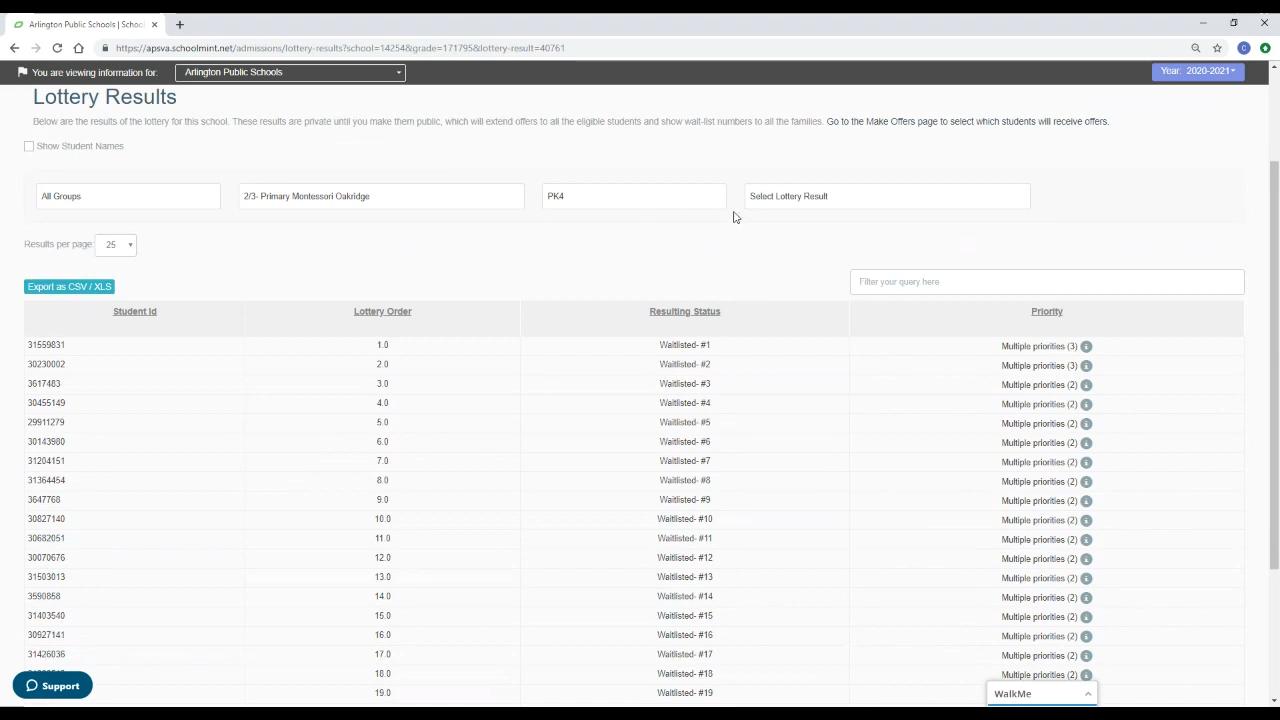 Arlington Public Schools | School
https://apsva.schoolmint.net/admissions/lottery-results?school=14254&grade=171795&lottery-result=40761
C
You are viewing information for: Arlington Public Schools Year: 2020-2021
Lottery Results
Below are the results of the lottery for this school. These results are private until you make them public, which will extend offers to all the eligible students and show wait-list numbers to all the families. Go to the Make Offers page to select which students will receive offers.
Show Student Names
All Groups 2/3- Primary Montessori Oakridge PK4 Select Lottery Result
Results per page: 25
Export as CSV / XLS Filter your query here
Student Id Lottery Order Resulting Status Priority
31559831 1.0 Waitlisted- #1 Multiple priorities (3)
30230002 2.0 Waitlisted- #2 Multiple priorities (3)
3617483 3.0 Waitlisted- #3 Multiple priorities (2)
30455149 4.0 Waitlisted- #4 Multiple priorities (2)
29911279 5.0 Waitlisted- #5 Multiple priorities (2)
30143980 6.0 Waitlisted- #6 Multiple priorities (2)
31204151 7.0 Waitlisted- #7 Multiple priorities (2)
31364454 8.0 Waitlisted- #8 Multiple priorities (2)
3647768 9.0 Waitlisted- #9 Multiple priorities (2)
30827140 10.0 Waitlisted- #10 Multiple priorities (2)
30682051 11.0 Waitlisted- #11 Multiple priorities (2)
30070676 12.0 Waitlisted- #12 Multiple priorities (2)
31503013 13.0 Waitlisted- #13 Multiple priorities (2)
3590858 14.0 Waitlisted- #14 Multiple priorities (2)
31403540 15.0 Waitlisted- #15 Multiple priorities (2)
30927141 16.0 Waitlisted- #16 Multiple priorities (2)
31426036 17.0 Waitlisted- #17 Multiple priorities (2)
18.0 Waitlisted- #18 Multiple priorities (2)
19.0 Waitlisted- #19
Support
WalkMe